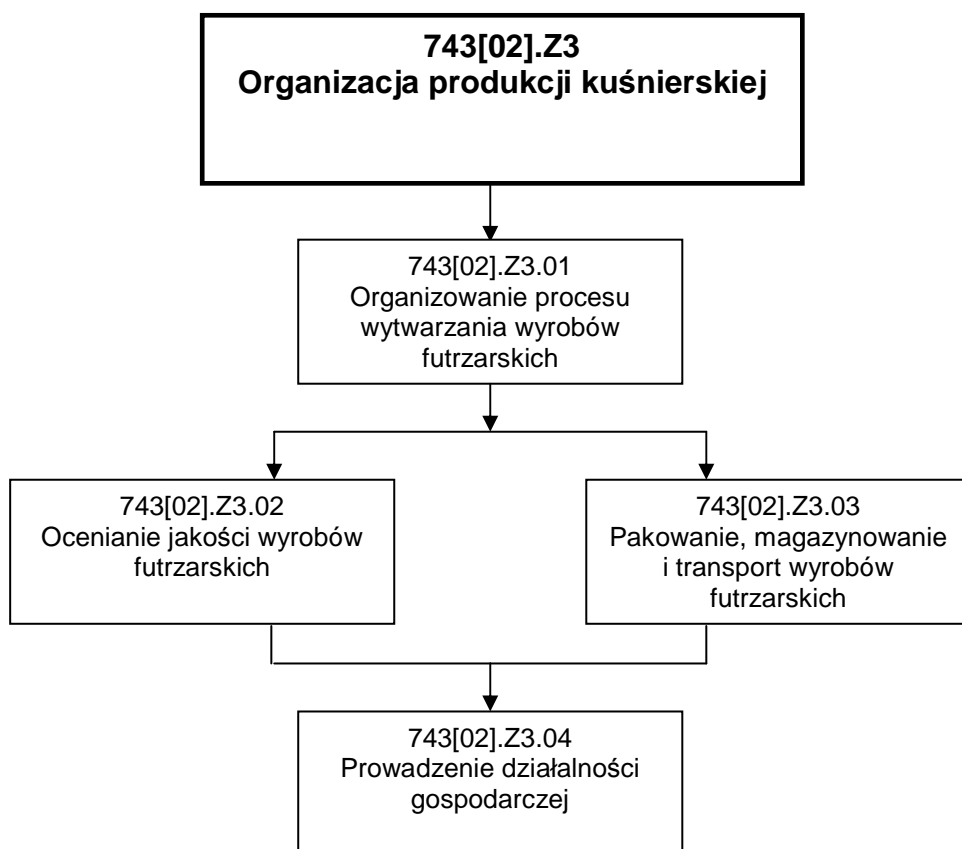 743[02].Z3
Organizacja produkcji kuśnierskiej
743[02].Z3.01
Organizowanie procesu
wytwarzania wyrobów
futrzarskich
743[02].Z3.02
Ocenianie jakości wyrobów
futrzarskich
743[02].Z3.03
Pakowanie, magazynowanie
i transport wyrobów
futrzarskich
743[02].Z3.04
Prowadzenie działalności
gospodarczej